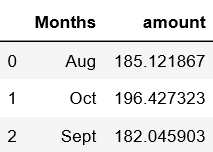 Months amount
0 Aug 185.121867
1 Oct 196.427323
2 Sept 182.045903